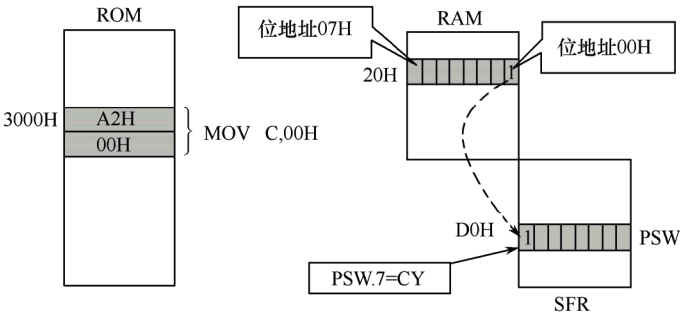 ROM
3000H
A2H
00H
MOV C,00H
RAM
位地址07H
位地址00H
20H
1
D0H
1
PSW
PSW.7=CY
SFR